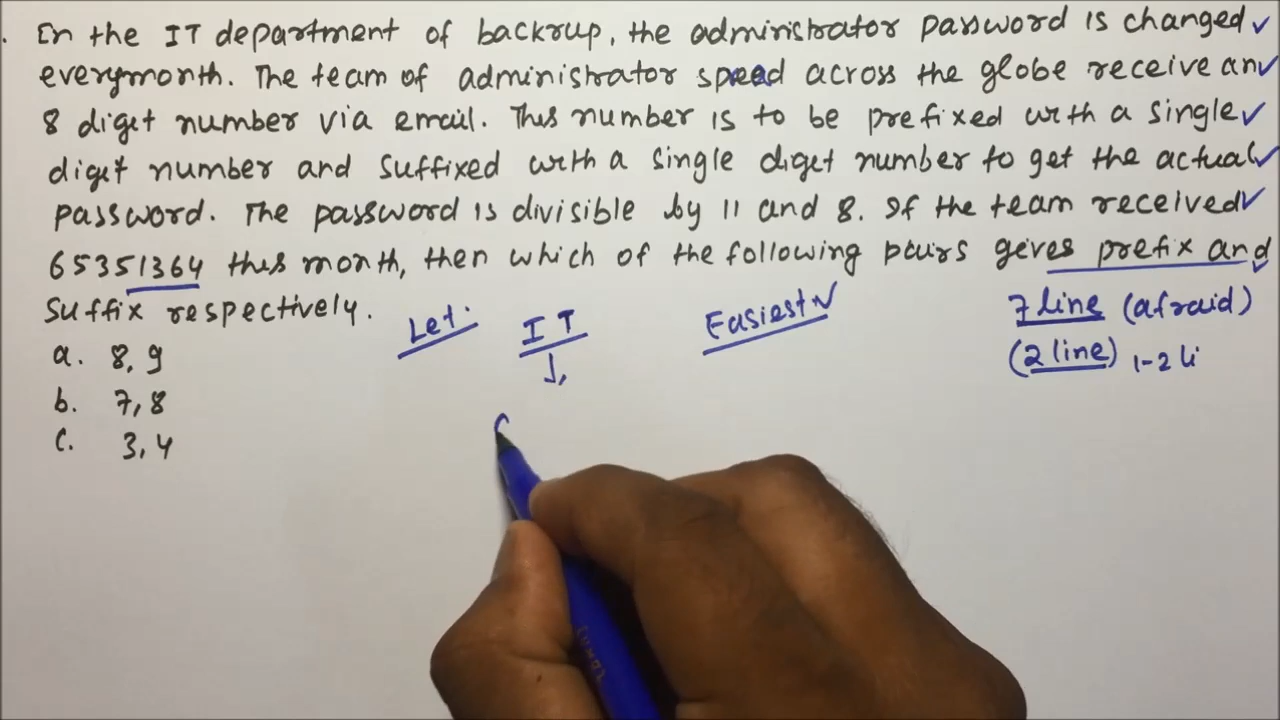 . In the IT department of backrup, the administrator password is changed ✓
everymonth. The team of administrator spread across the globe receive an ✓
8 diget number via email. This number is to be prefixed with a single ✓
diget number and suffixed with a single diget number to get the actual ✓
password. The password is divisible by 11 and 8. If the team received ✓
65351364 this month, then which of the following pairs gives prefix and ✓
suffix respectively.
Let. IT Easiest ✓ 7 line (afraid)
(2 line) 1-2 li
a. 8, 9
b. 7, 8
c. 3, 4